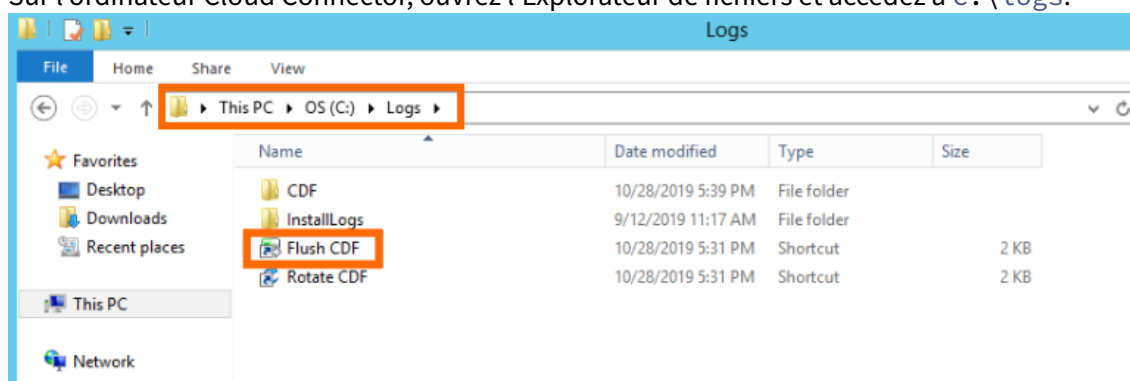 Sur l'ordinateur Cloud Connector, ouvrez l'Explorateur de fichiers et accédez à C:\logs.
Logs
File Home Share View
This PC OS (C:) Logs
Name Date modified Type Size
Favorites
Desktop
Downloads
Recent places
This PC
Network
CDF 10/28/2019 5:39 PM File folder
InstallLogs 9/12/2019 11:17 AM File folder
Flush CDF 10/28/2019 5:31 PM Shortcut 2 KB
Rotate CDF 10/28/2019 5:31 PM Shortcut 2 KB